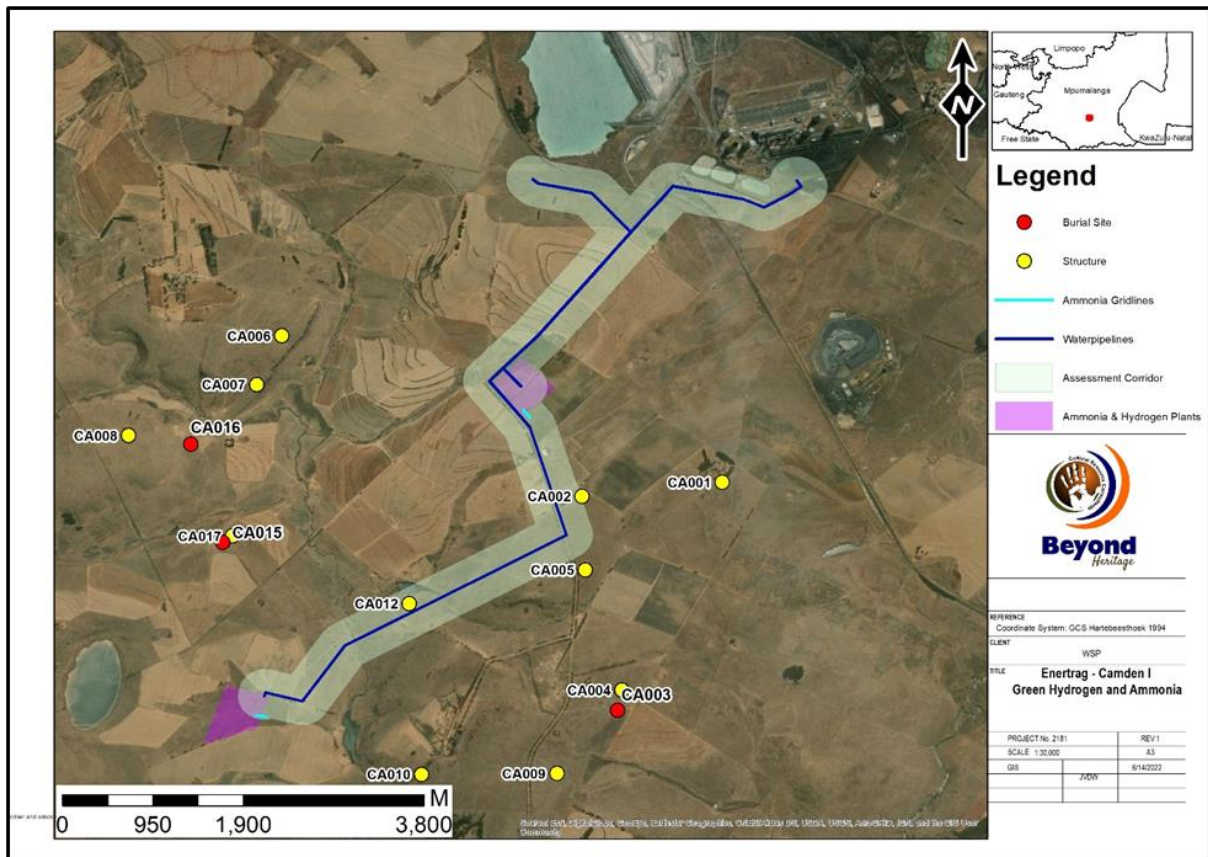 N
Limpopo
North West
Mpumalanga
Gauteng
Free State
KwaZulu-Natal
Legend
Burial Site
Structure
Ammonia Gridlines
Waterpipelines
Assessment Corridor
Ammonia & Hydrogen Plants
CA006
CA007
CA008
CA016
CA001
CA002
CA017
CA015
CA005
CA012
CA004
CA003
CA010
CA009
M
0
950
1,900
3,800
Beyond
Heritage
REFERENCE
Coordinate System: GCS Hartebeesthoek 1994
CLIENT
WSP
TITLE
Enertrag - Camden I
Green Hydrogen and Ammonia
PROJECT No. 2181
REV 1
SCALE 1:30,000
A3
GIS
JVDW
6/14/2022
Community